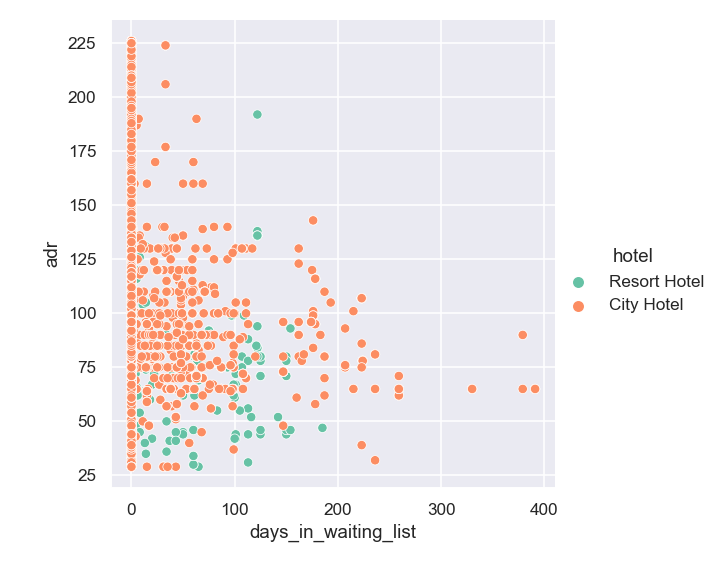 225
200
175
150
125
100
75
50
25
adr
0 100 200 300 400
days_in_waiting_list
hotel
Resort Hotel
City Hotel